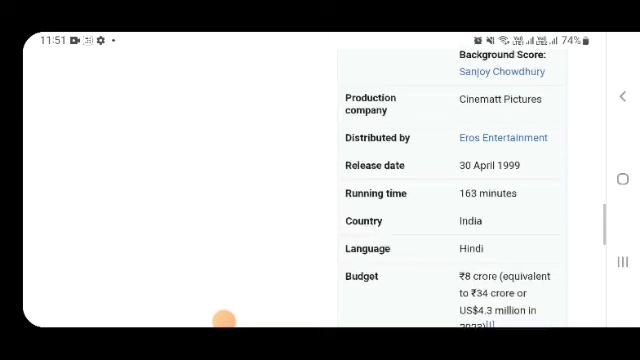 11:51
74%
Background Score:
Sanjoy Chowdhury
Production company
Cinematt Pictures
Distributed by
Eros Entertainment
Release date
30 April 1999
Running time
163 minutes
Country
India
Language
Hindi
Budget
₹8 crore (equivalent
to ₹34 crore or
US$4.3 million in
2023)[1]